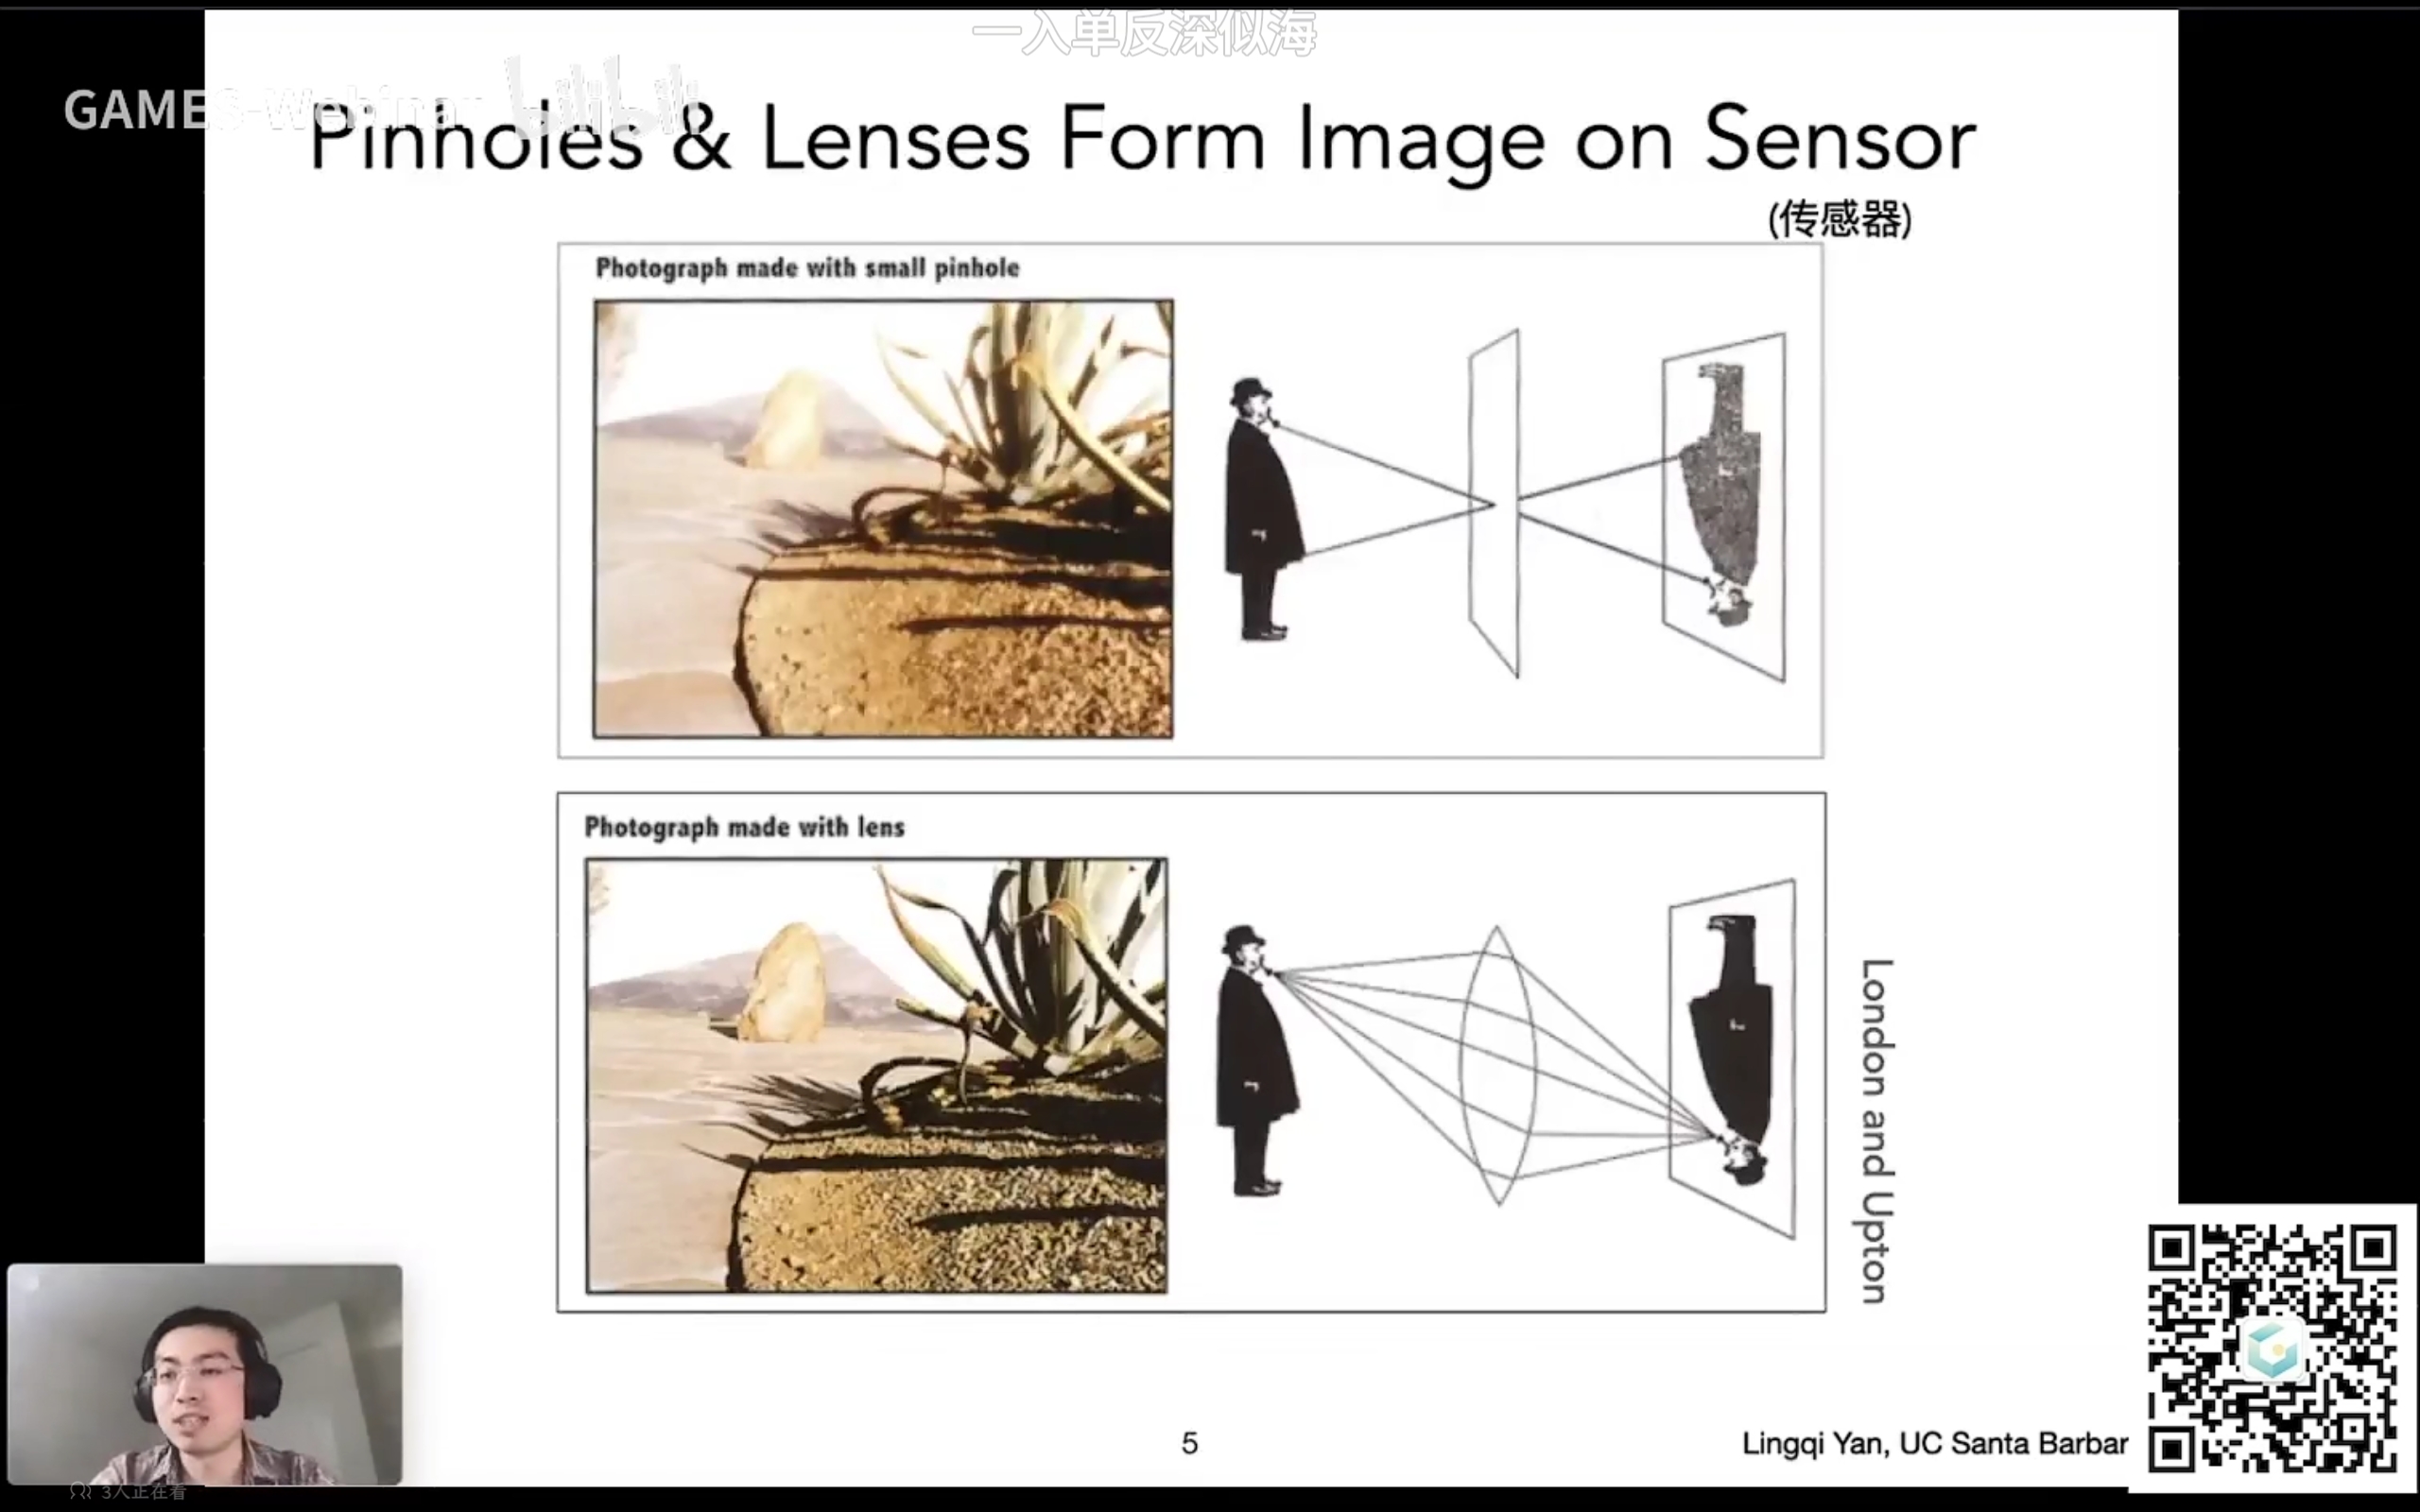 一入单反深似海
GAMES-Webinar bilibili
Pinholes & Lenses Form Image on Sensor
(传感器)
Photograph made with small pinhole
Photograph made with lens
London and Upton
5
Lingqi Yan, UC Santa Barbar
3人正在看